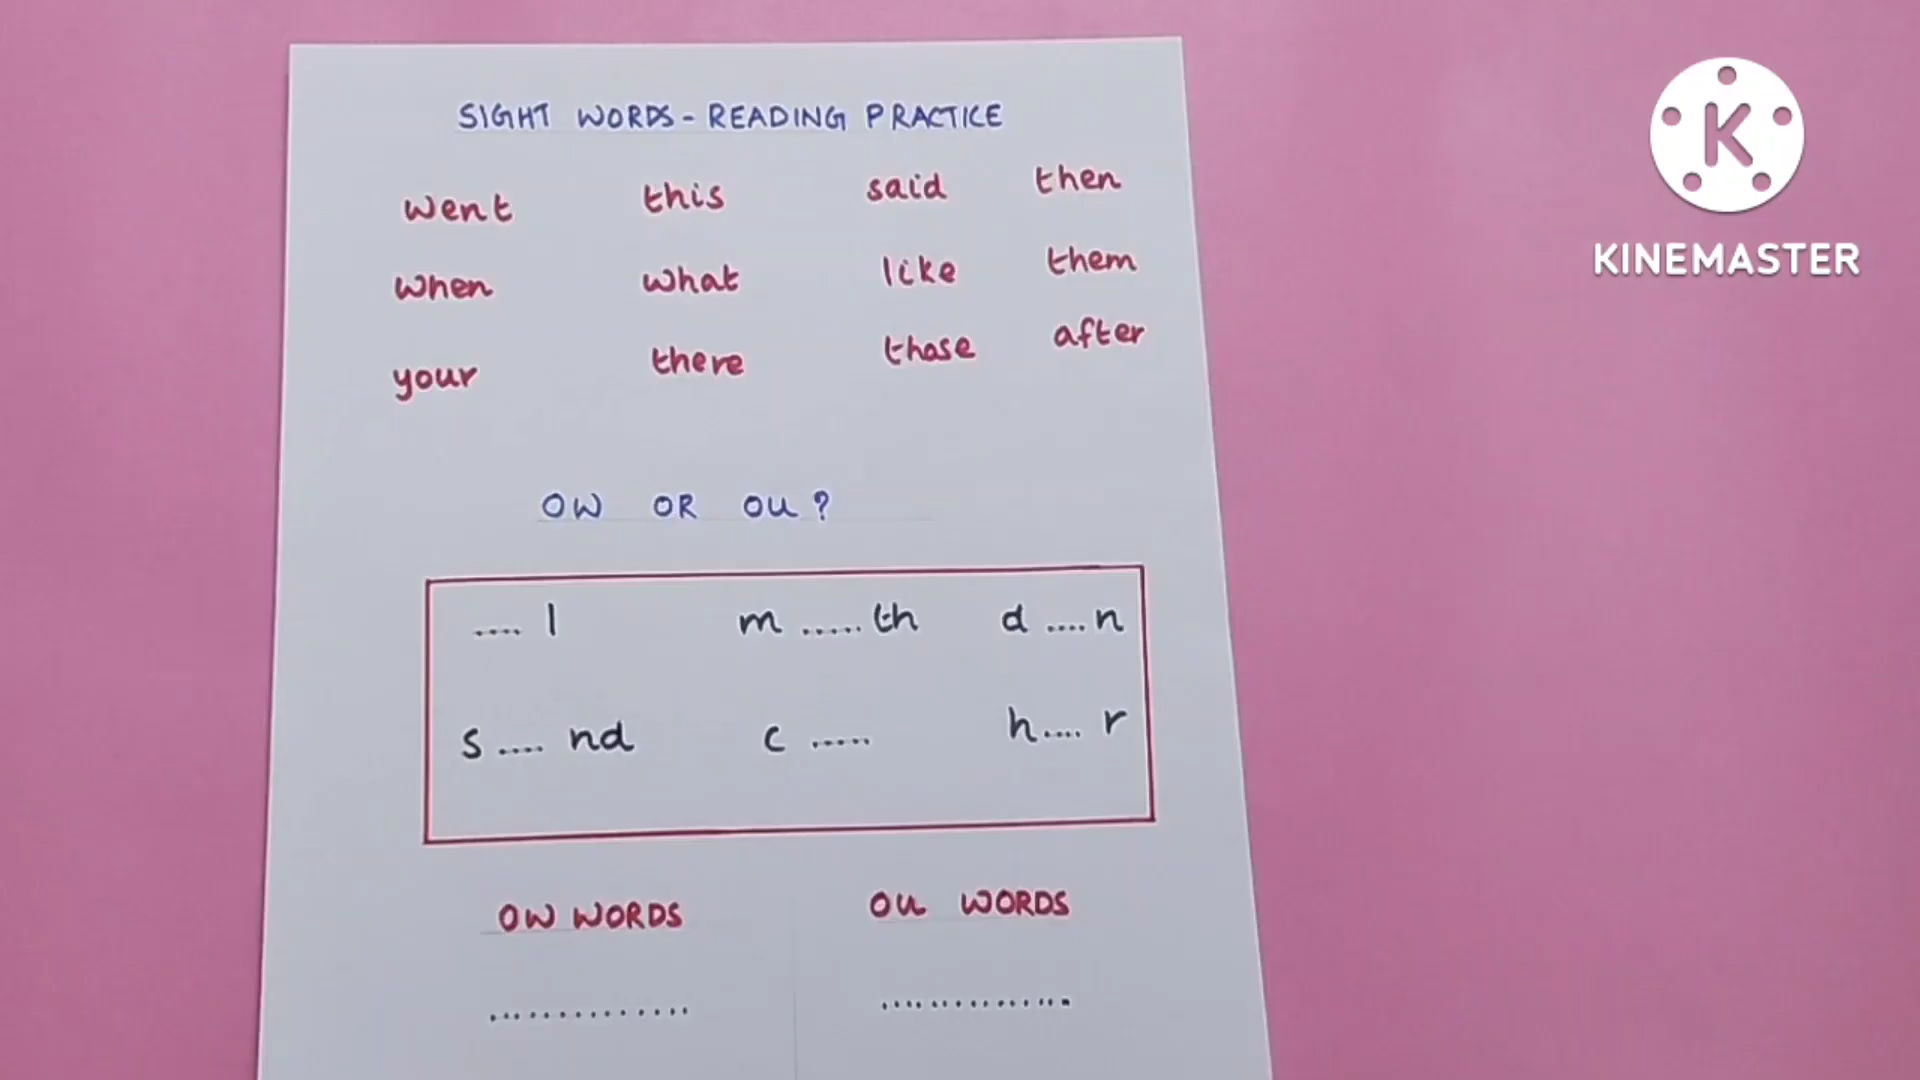 SIGHT WORDS - READING PRACTICE
went this said then
when what like them
your there those after
OW OR OU?
.... l m ..... th d .... n
s .... nd c ..... h .... r
OW WORDS OU WORDS
............. .............
K
KINEMASTER